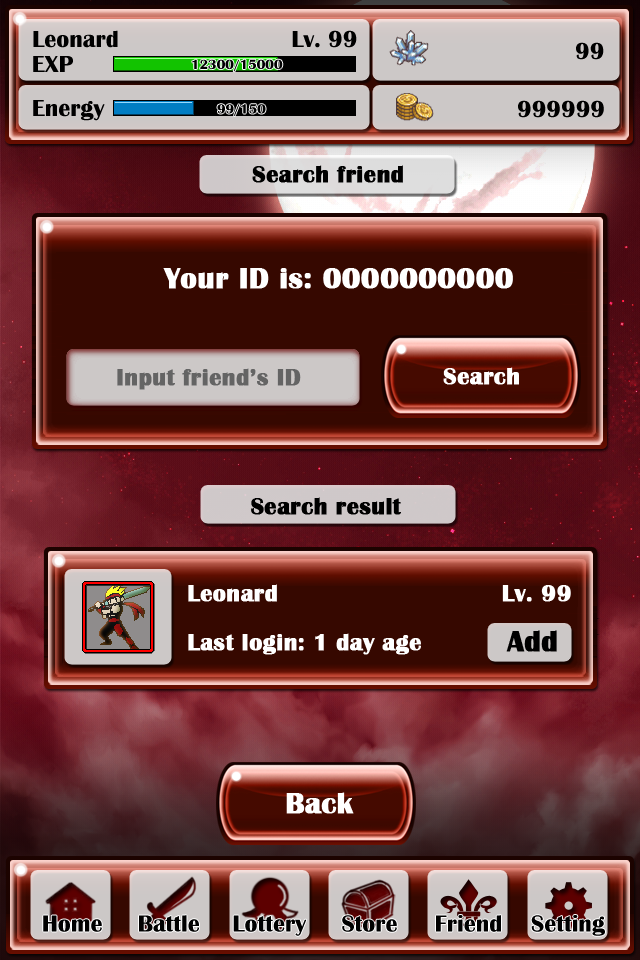 Leonard Lv. 99
EXP 12300/15000
99
Energy 99/150
999999
Search friend
Your ID is: 0000000000
Input friend's ID
Search
Search result
Leonard Lv. 99
Last login: 1 day age
Add
Back
Home Battle Lottery Store Friend Setting